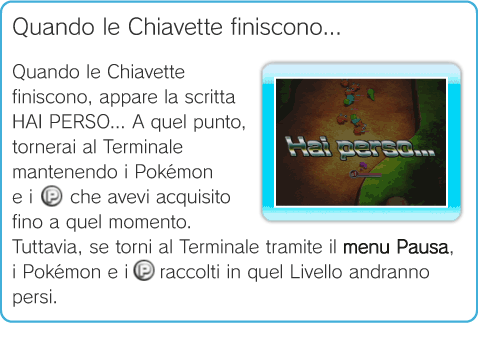 Quando le Chiavette finiscono...
Quando le Chiavette
finiscono, appare la scritta
HAI PERSO... A quel punto,
tornerai al Terminale
mantenendo i Pokémon
e i P che avevi acquisito
fino a quel momento.
Hai perso...
Tuttavia, se torni al Terminale tramite il menu Pausa,
i Pokémon e i P raccolti in quel Livello andranno
persi.